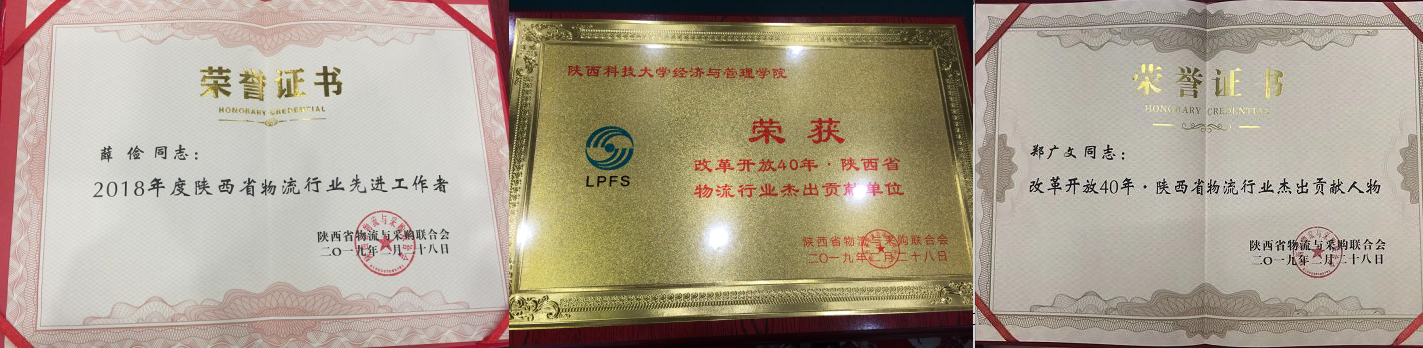 荣誉证书
HONORARY CREDENTIAL
薛俭同志：
2018年度陕西省物流行业先进工作者
陕西省物流与采购联合会
二〇一九年二月二十八日
陕西科技大学经济与管理学院
荣获
LPFS
改革开放40年·陕西省
物流行业杰出贡献单位
陕西省物流与采购联合会
二〇一九年二月二十八日
荣誉证书
HONORARY CREDENTIAL
郑广文同志：
改革开放40年·陕西省物流行业杰出贡献人物
陕西省物流与采购联合会
二〇一九年二月二十八日